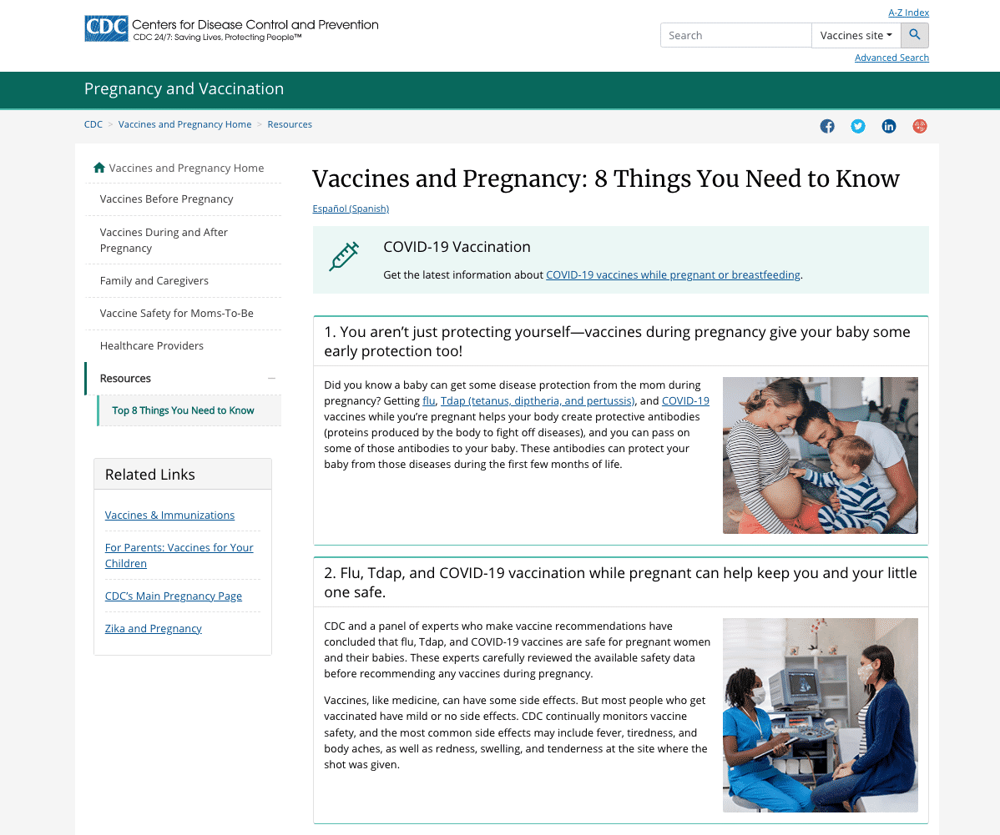 CDC
Centers for Disease Control and Prevention
CDC 24/7: Saving Lives, Protecting People™
A-Z Index
Search
Vaccines site
Advanced Search
Pregnancy and Vaccination
CDC > Vaccines and Pregnancy Home > Resources
Vaccines and Pregnancy Home
Vaccines Before Pregnancy
Vaccines During and After
Pregnancy
Family and Caregivers
Vaccine Safety for Moms-To-Be
Healthcare Providers
Resources
Top 8 Things You Need to Know
Related Links
Vaccines & Immunizations
For Parents: Vaccines for Your
Children
CDC's Main Pregnancy Page
Zika and Pregnancy
Vaccines and Pregnancy: 8 Things You Need to Know
Español (Spanish)
COVID-19 Vaccination
Get the latest information about COVID-19 vaccines while pregnant or breastfeeding.
1. You aren't just protecting yourself—vaccines during pregnancy give your baby some
early protection too!
Did you know a baby can get some disease protection from the mom during
pregnancy? Getting flu, Tdap (tetanus, diptheria, and pertussis), and COVID-19
vaccines while you're pregnant helps your body create protective antibodies
(proteins produced by the body to fight off diseases), and you can pass on
some of those antibodies to your baby. These antibodies can protect your
baby from those diseases during the first few months of life.
2. Flu, Tdap, and COVID-19 vaccination while pregnant can help keep you and your little
one safe.
CDC and a panel of experts who make vaccine recommendations have
concluded that flu, Tdap, and COVID-19 vaccines are safe for pregnant women
and their babies. These experts carefully reviewed the available safety data
before recommending any vaccines during pregnancy.
Vaccines, like medicine, can have some side effects. But most people who get
vaccinated have mild or no side effects. CDC continually monitors vaccine
safety, and the most common side effects may include fever, tiredness, and
body aches, as well as redness, swelling, and tenderness at the site where the
shot was given.